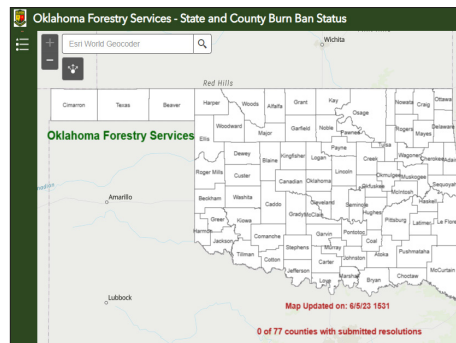 Oklahoma Forestry Services - State and County Burn Ban Status
Esri World Geocoder
Wichita
Red Hills
Cimarron Texas Beaver Harper Woods Alfalfa Grant Kay Osage Nowata Craig Ottawa
Oklahoma Forestry Services
Ellis Woodward Major Garfield Noble Pawnee Tulsa Rogers Mayes Delaware
Dewey Blaine Kingfisher Logan Payne Creek Wagoner Cherokee Adair
Roger Mills Custer Canadian Oklahoma Lincoln Okfuskee Okmulgee Muskogee Sequoyah
McIntosh Haskell
Amarillo
Beckham Washita Caddo Grady McClain Cleveland Seminole Hughes Pittsburg Latimer Le Flore
Greer Kiowa
Harmon Jackson Tillman Comanche Stephens Garvin Pontotoc Coal
Cotton Jefferson Carter Murray Johnston Atoka Pushmataha McCurtain
Love Marshall Bryan Choctaw
Lubbock
Map Updated on: 6/5/23 1531
0 of 77 counties with submitted resolutions